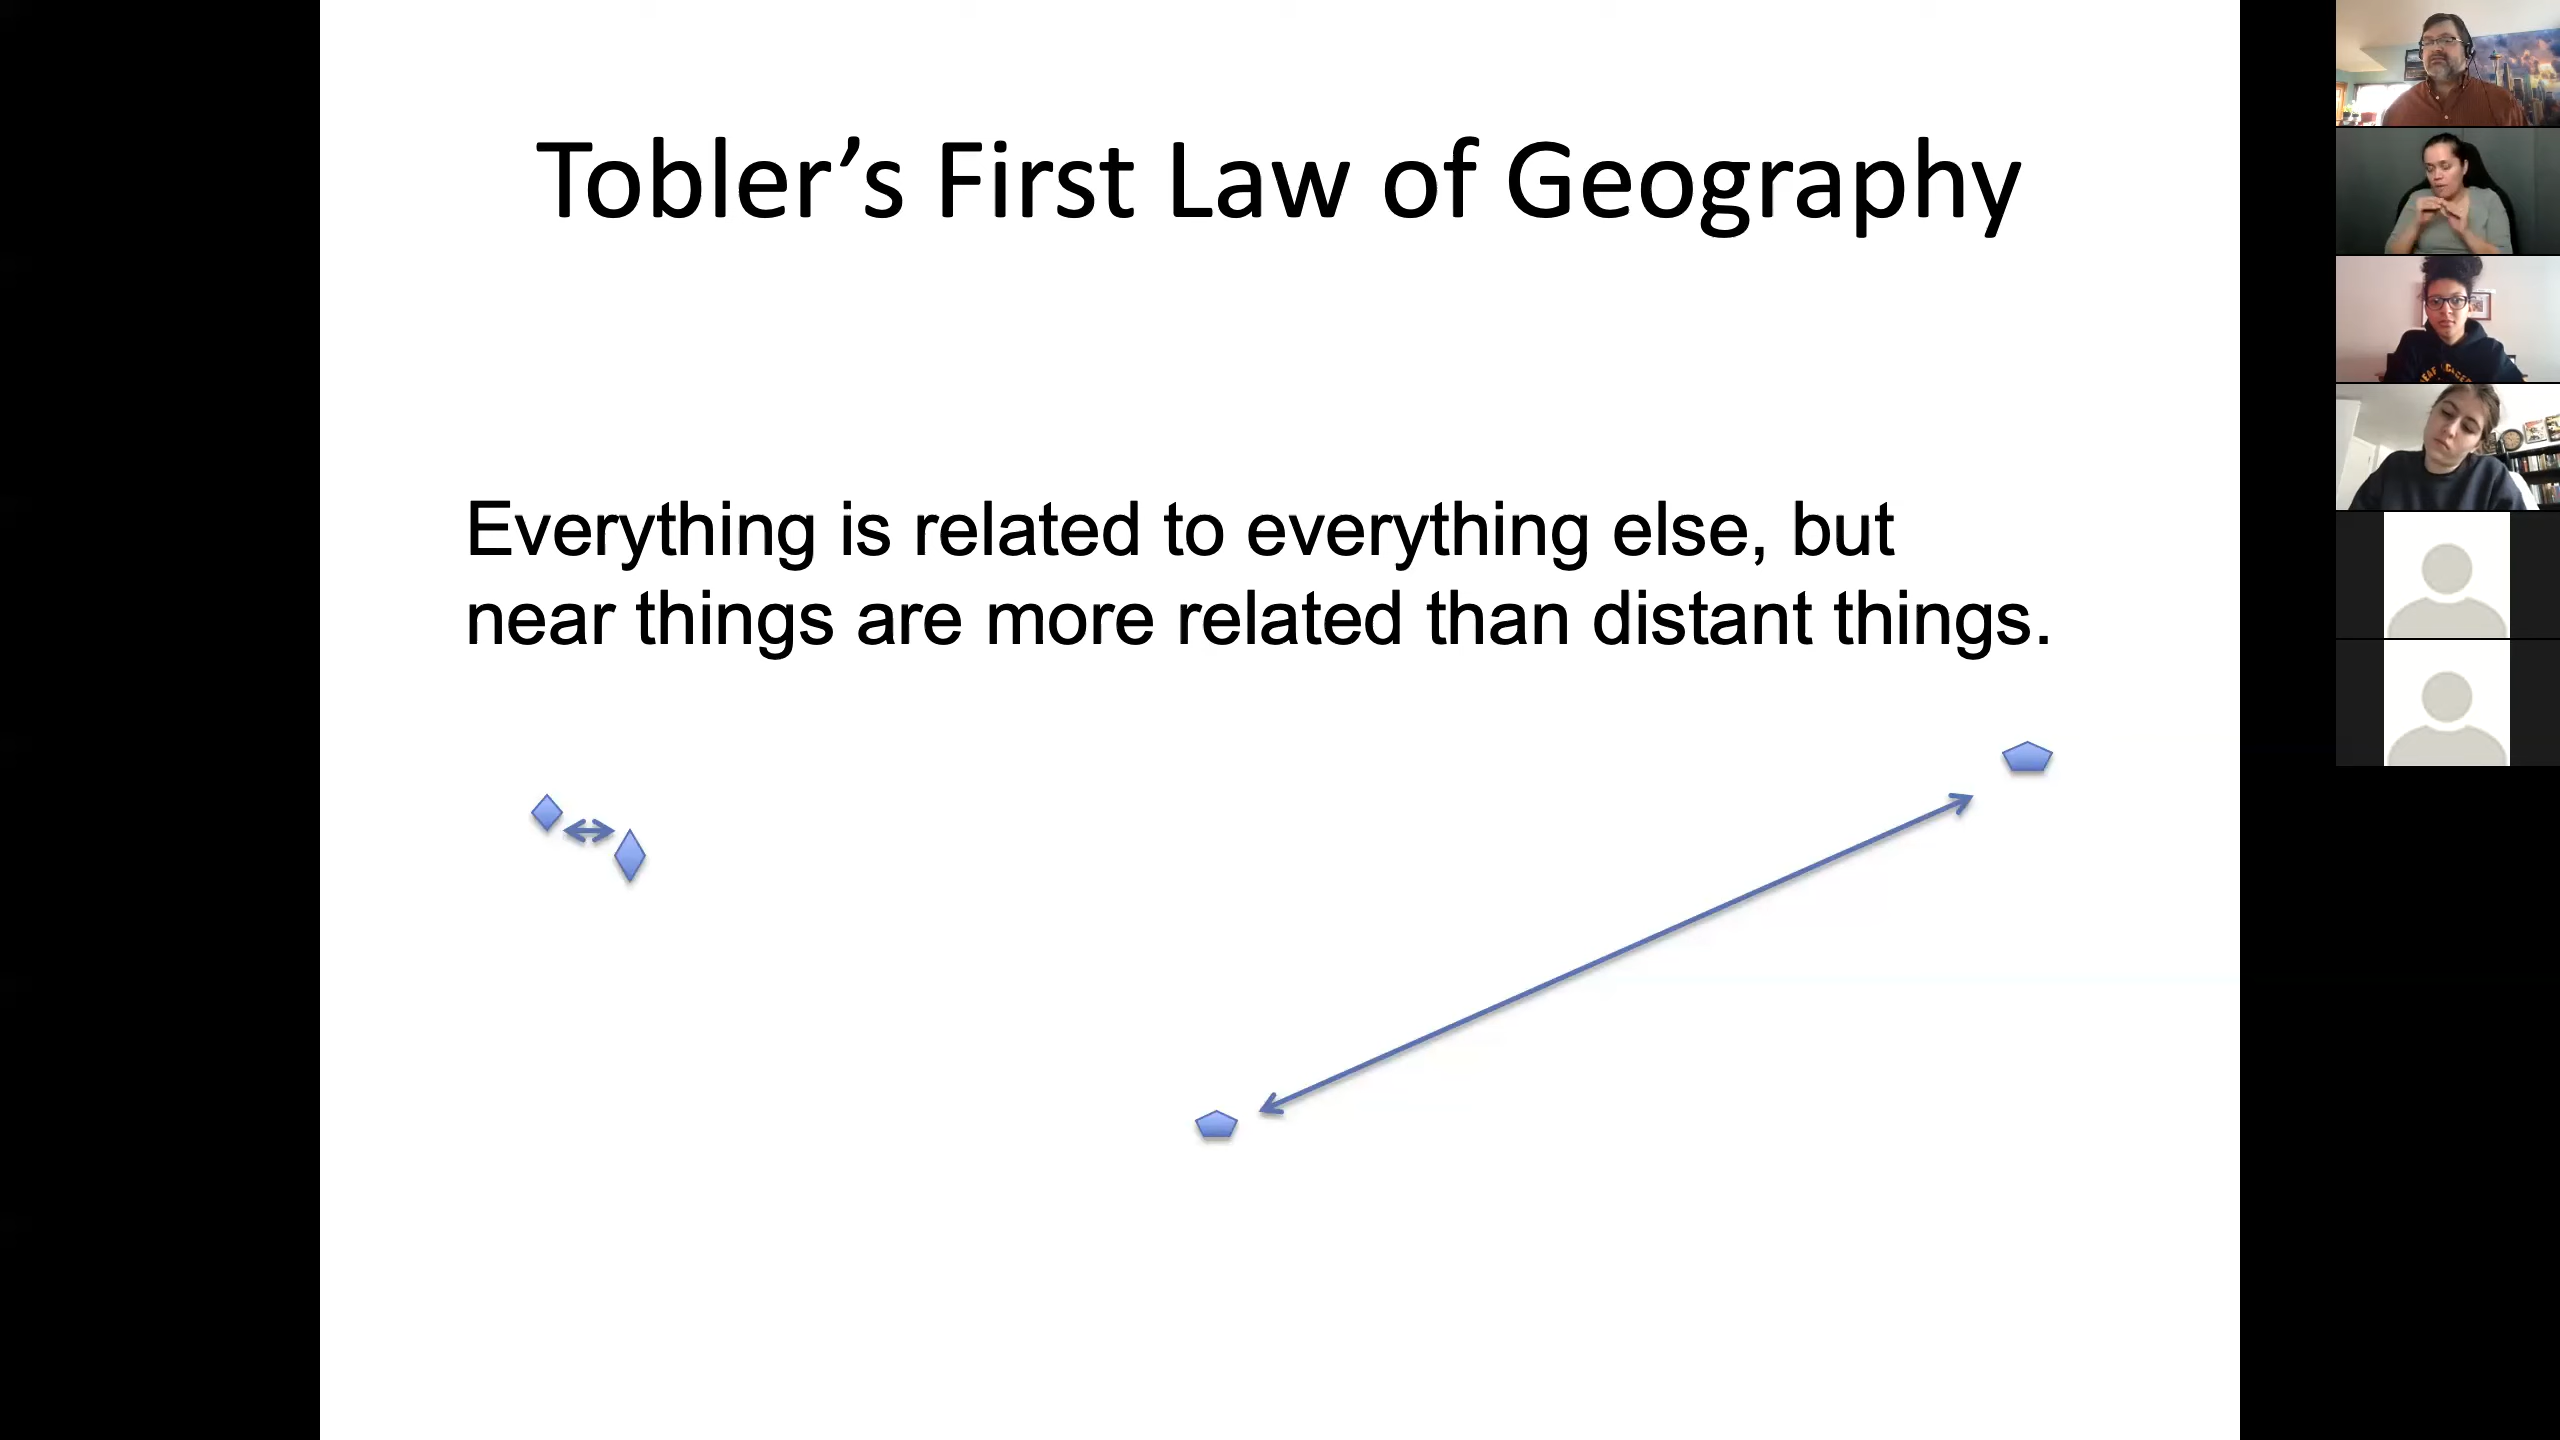 Tobler’s First Law of Geography
Everything is related to everything else, but
near things are more related than distant things.